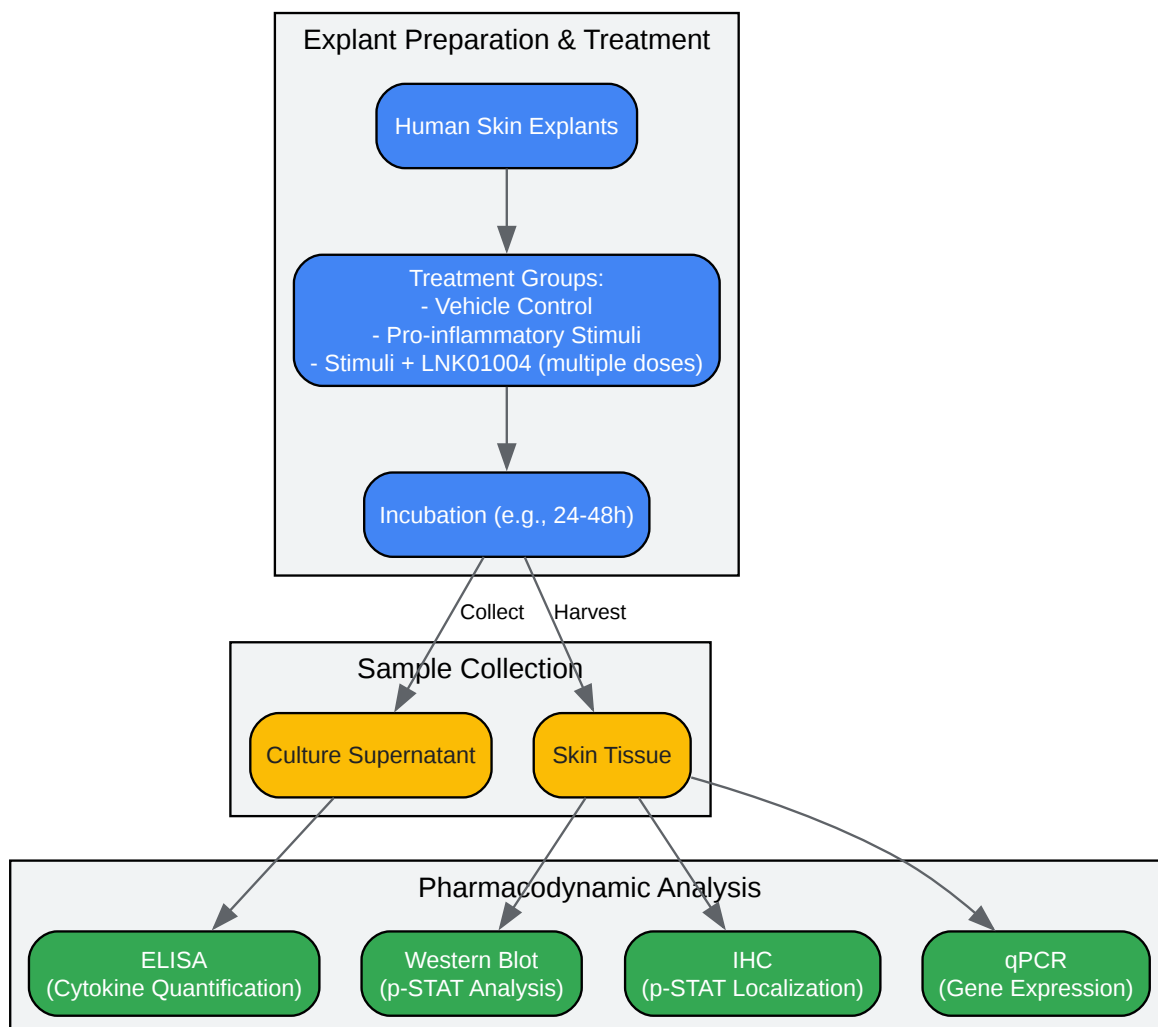 Explant Preparation & Treatment
Human Skin Explants
Treatment Groups:
- Vehicle Control
- Pro-inflammatory Stimuli
- Stimuli + LNK01004 (multiple doses)
Incubation (e.g., 24-48h)
Collect
Harvest
Sample Collection
Culture Supernatant
Skin Tissue
Pharmacodynamic Analysis
ELISA
(Cytokine Quantification)
Western Blot
(p-STAT Analysis)
IHC
(p-STAT Localization)
qPCR
(Gene Expression)